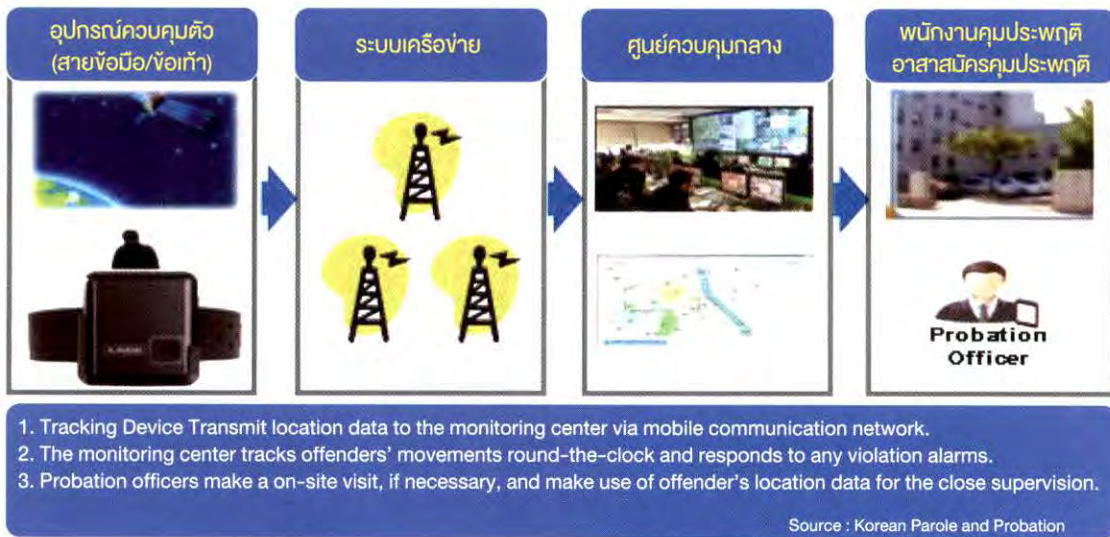 อุปกรณ์ควบคุมตัว
(สายข้อมือ/ข้อเท้า)
ระบบเครือข่าย
ศูนย์ควบคุมกลาง
พนักงานคุมประพฤติ
อาสาสมัครคุมประพฤติ
Probation
Officer
1. Tracking Device Transmit location data to the monitoring center via mobile communication network.
2. The monitoring center tracks offenders' movements round-the-clock and responds to any violation alarms.
3. Probation officers make a on-site visit, if necessary, and make use of offender's location data for the close supervision.
Source : Korean Parole and Probation